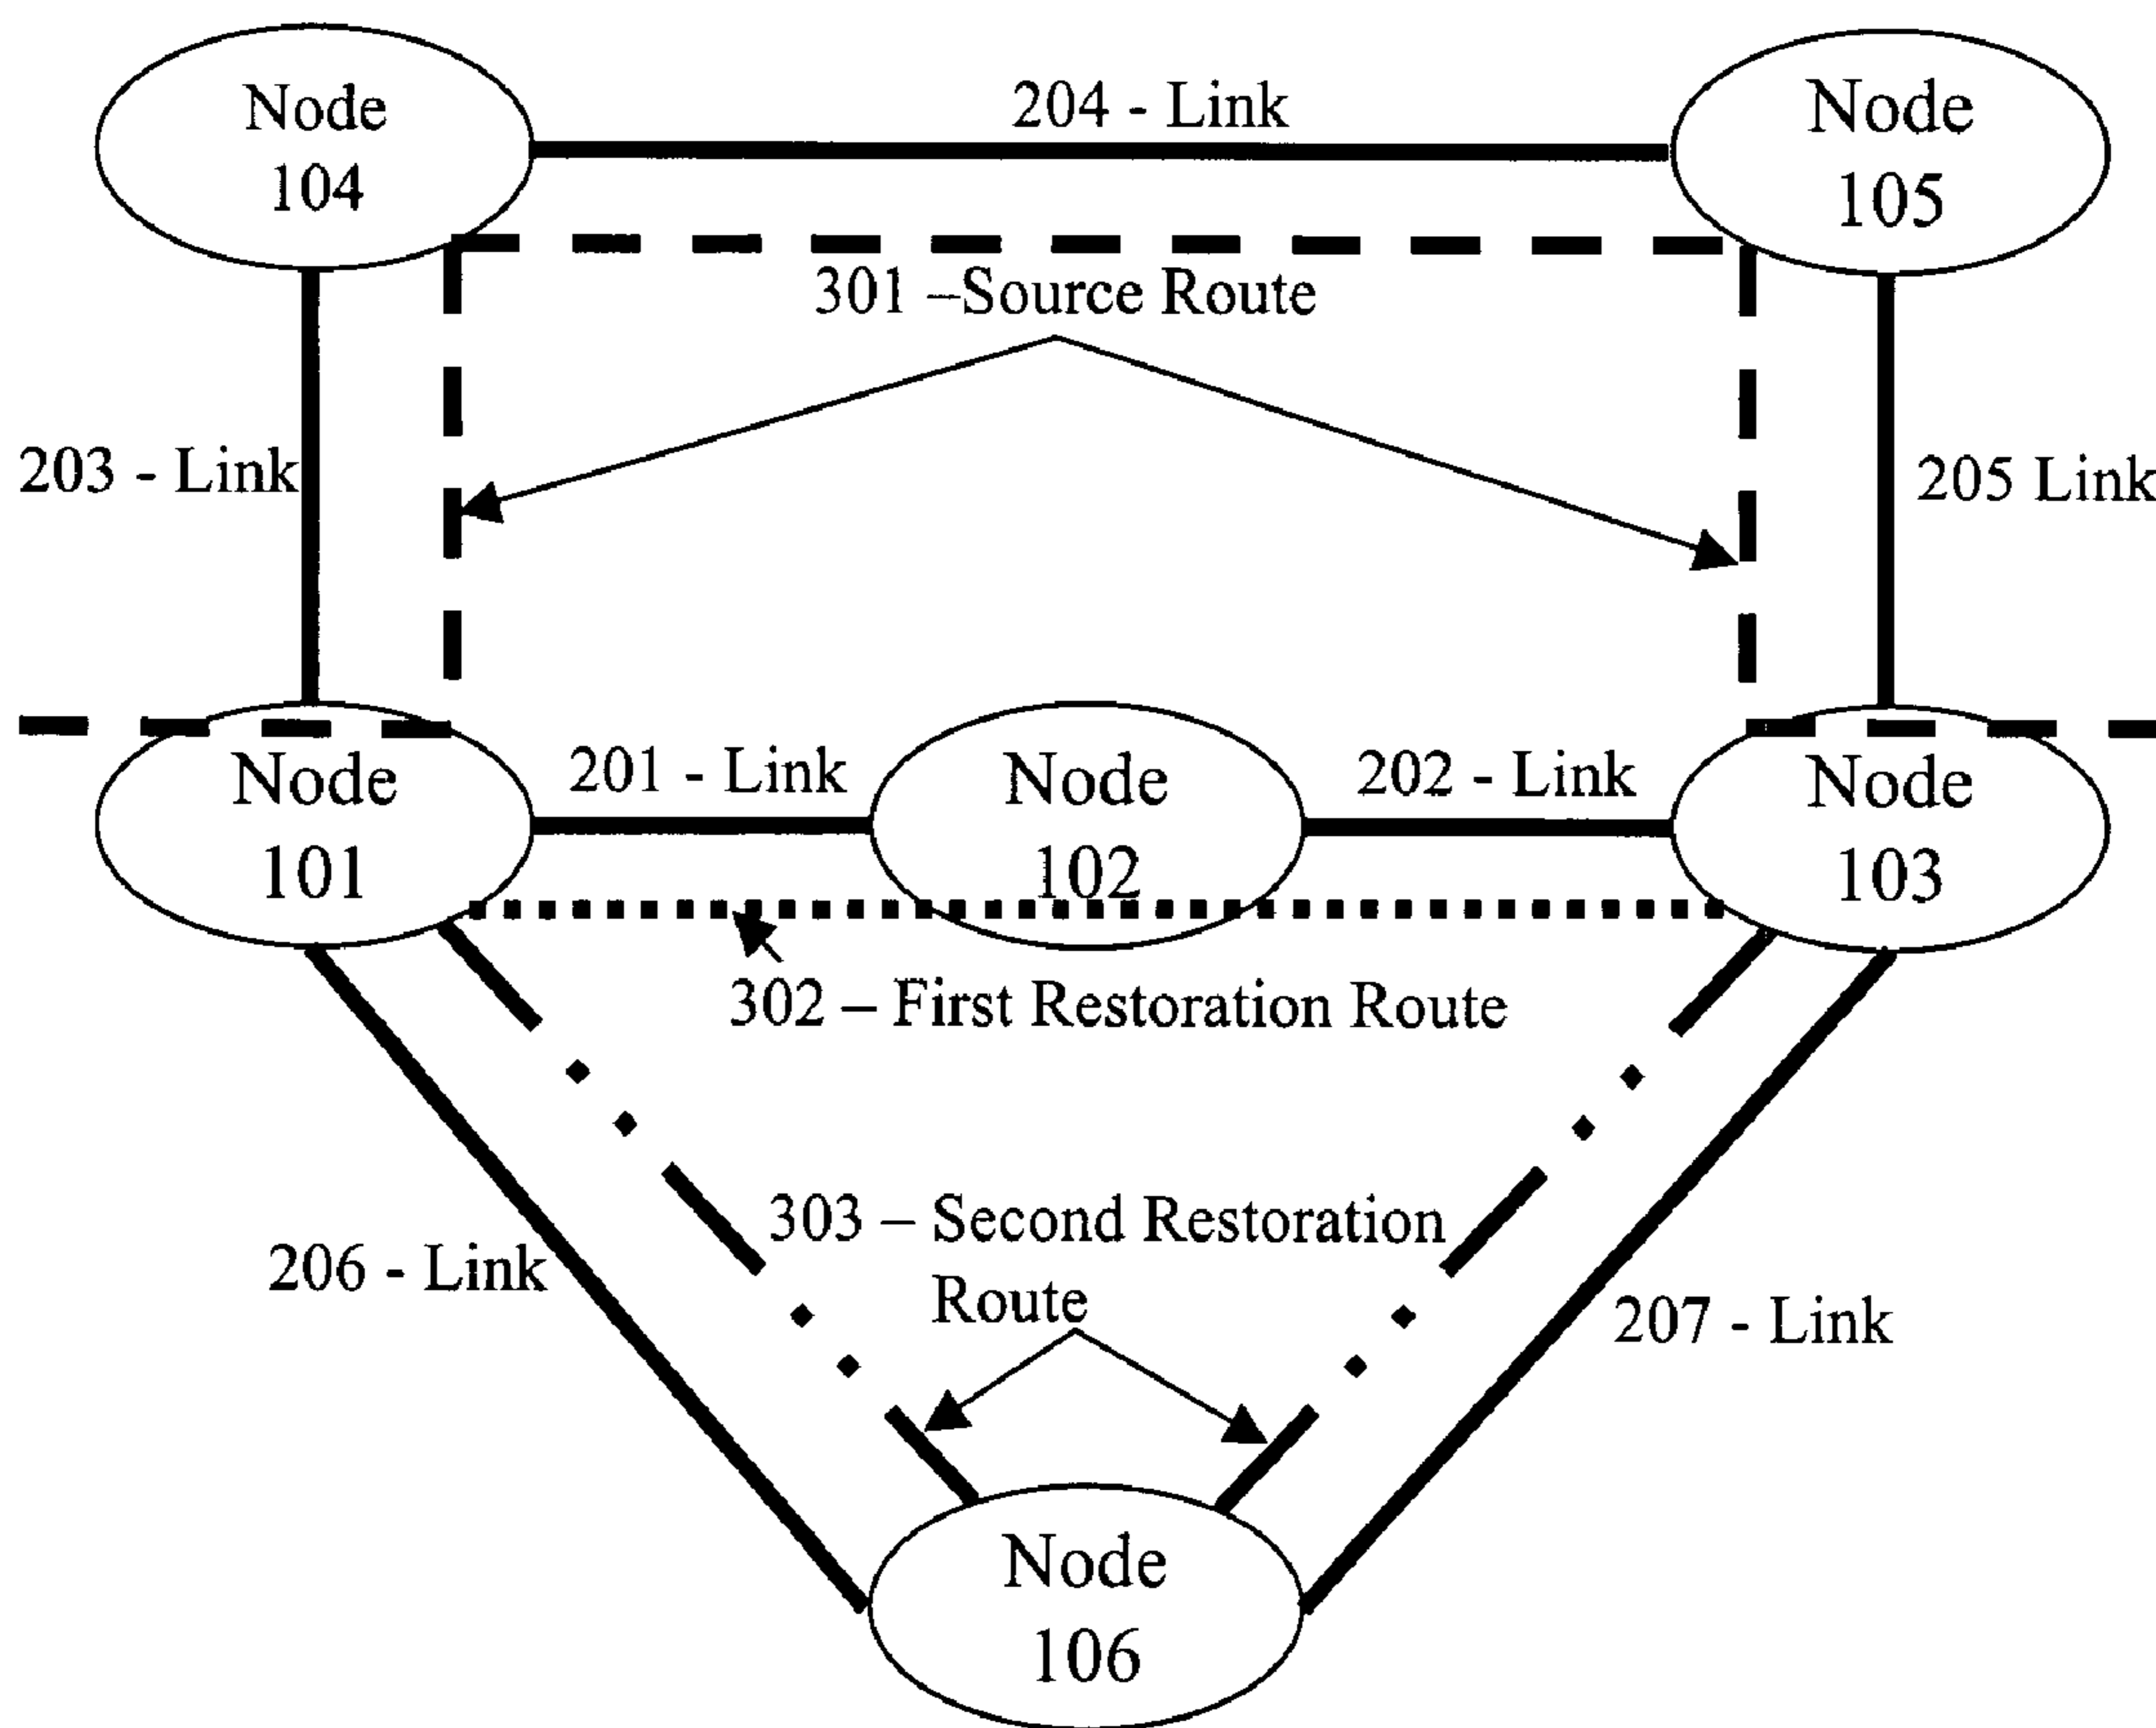 Node
104
204 - Link
Node
105
301 –Source Route
203 - Link
205 Link
Node
101
201 - Link
Node
102
202 - Link
Node
103
302 – First Restoration Route
303 – Second Restoration
Route
206 - Link
207 - Link
Node
106